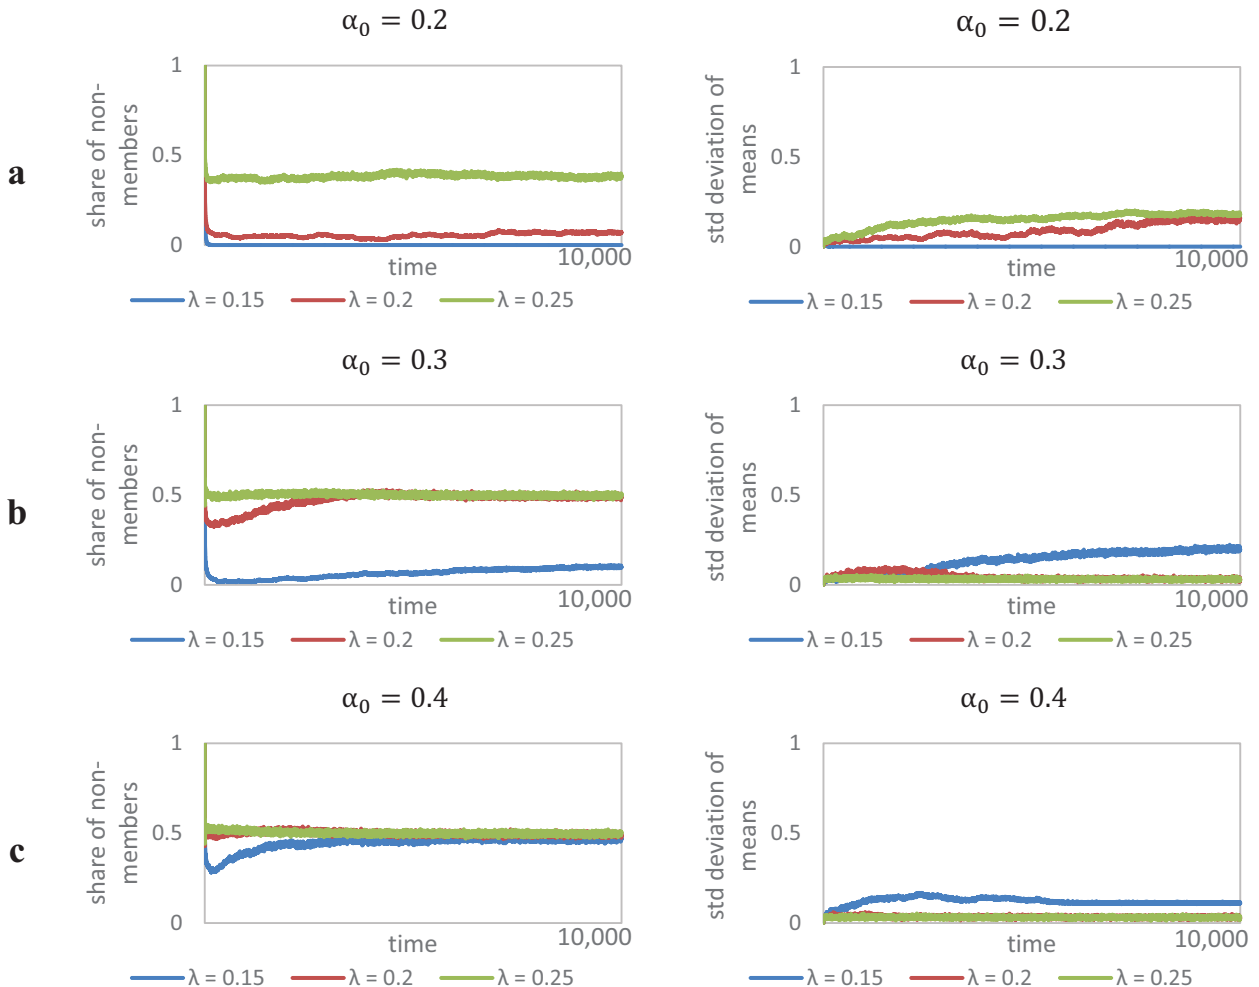 α₀ = 0.2
α₀ = 0.2
a
share of non-
members
1
0.5
0
time
10,000
λ = 0.15 λ = 0.2 λ = 0.25
std deviation of
means
1
0.5
0
time
10,000
λ = 0.15 λ = 0.2 λ = 0.25
α₀ = 0.3
α₀ = 0.3
b
share of non-
members
1
0.5
0
time
10,000
λ = 0.15 λ = 0.2 λ = 0.25
std deviation of
means
1
0.5
0
time
10,000
λ = 0.15 λ = 0.2 λ = 0.25
α₀ = 0.4
α₀ = 0.4
c
share of non-
members
1
0.5
0
time
10,000
λ = 0.15 λ = 0.2 λ = 0.25
std deviation of
means
1
0.5
0
time
10,000
λ = 0.15 λ = 0.2 λ = 0.25